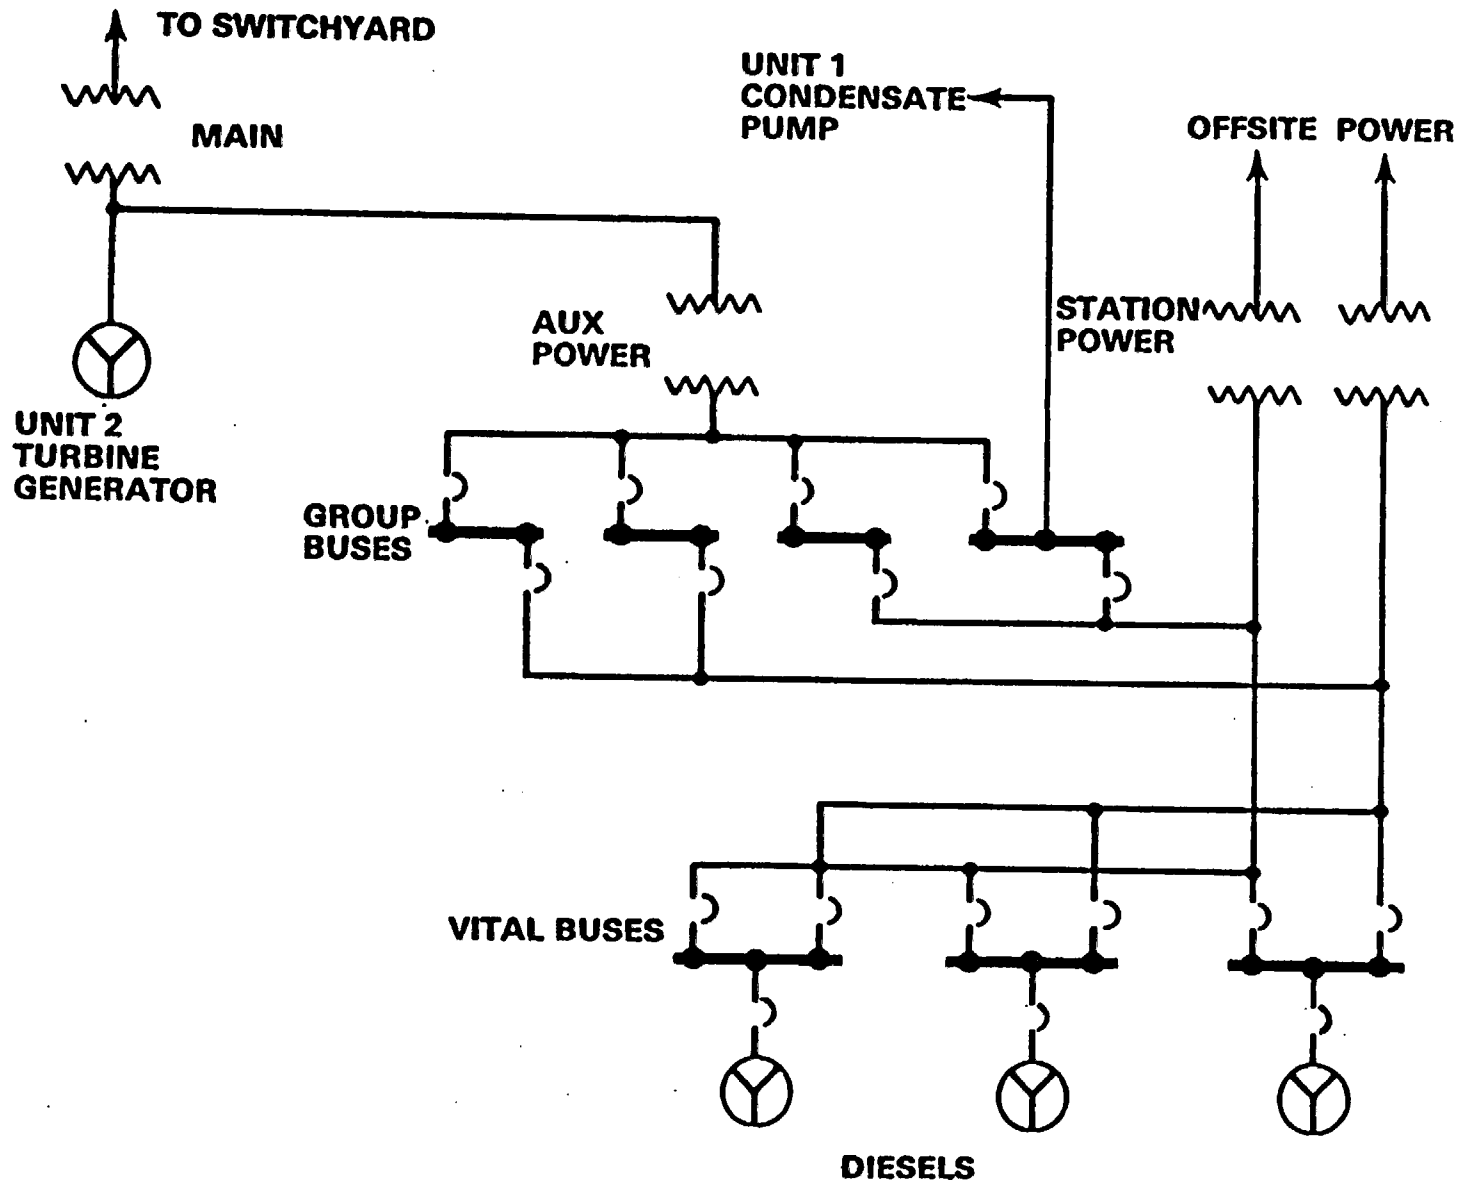 TO SWITCHYARD
MAIN
UNIT 1
CONDENSATE
PUMP
OFFSITE POWER
AUX
POWER
STATION
POWER
UNIT 2
TURBINE
GENERATOR
GROUP
BUSES
VITAL BUSES
DIESELS